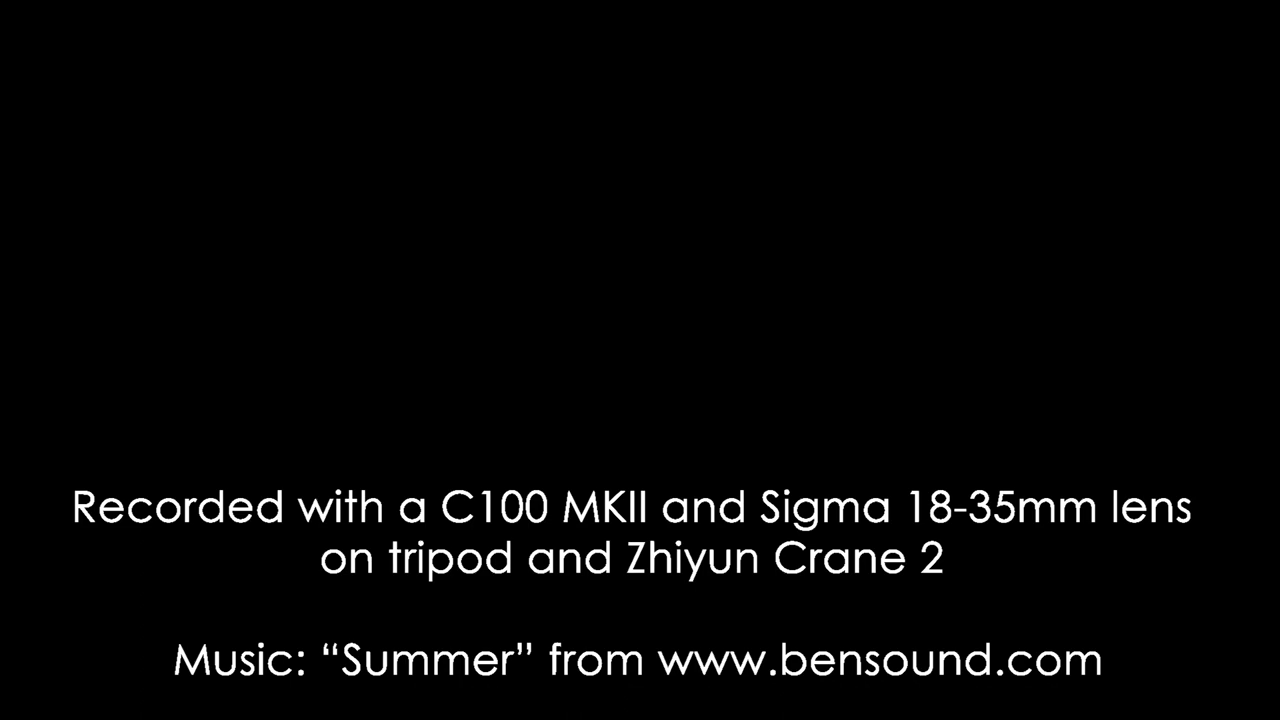 Recorded with a C100 MKII and Sigma 18-35mm lens
on tripod and Zhiyun Crane 2
Music: “Summer” from www.bensound.com